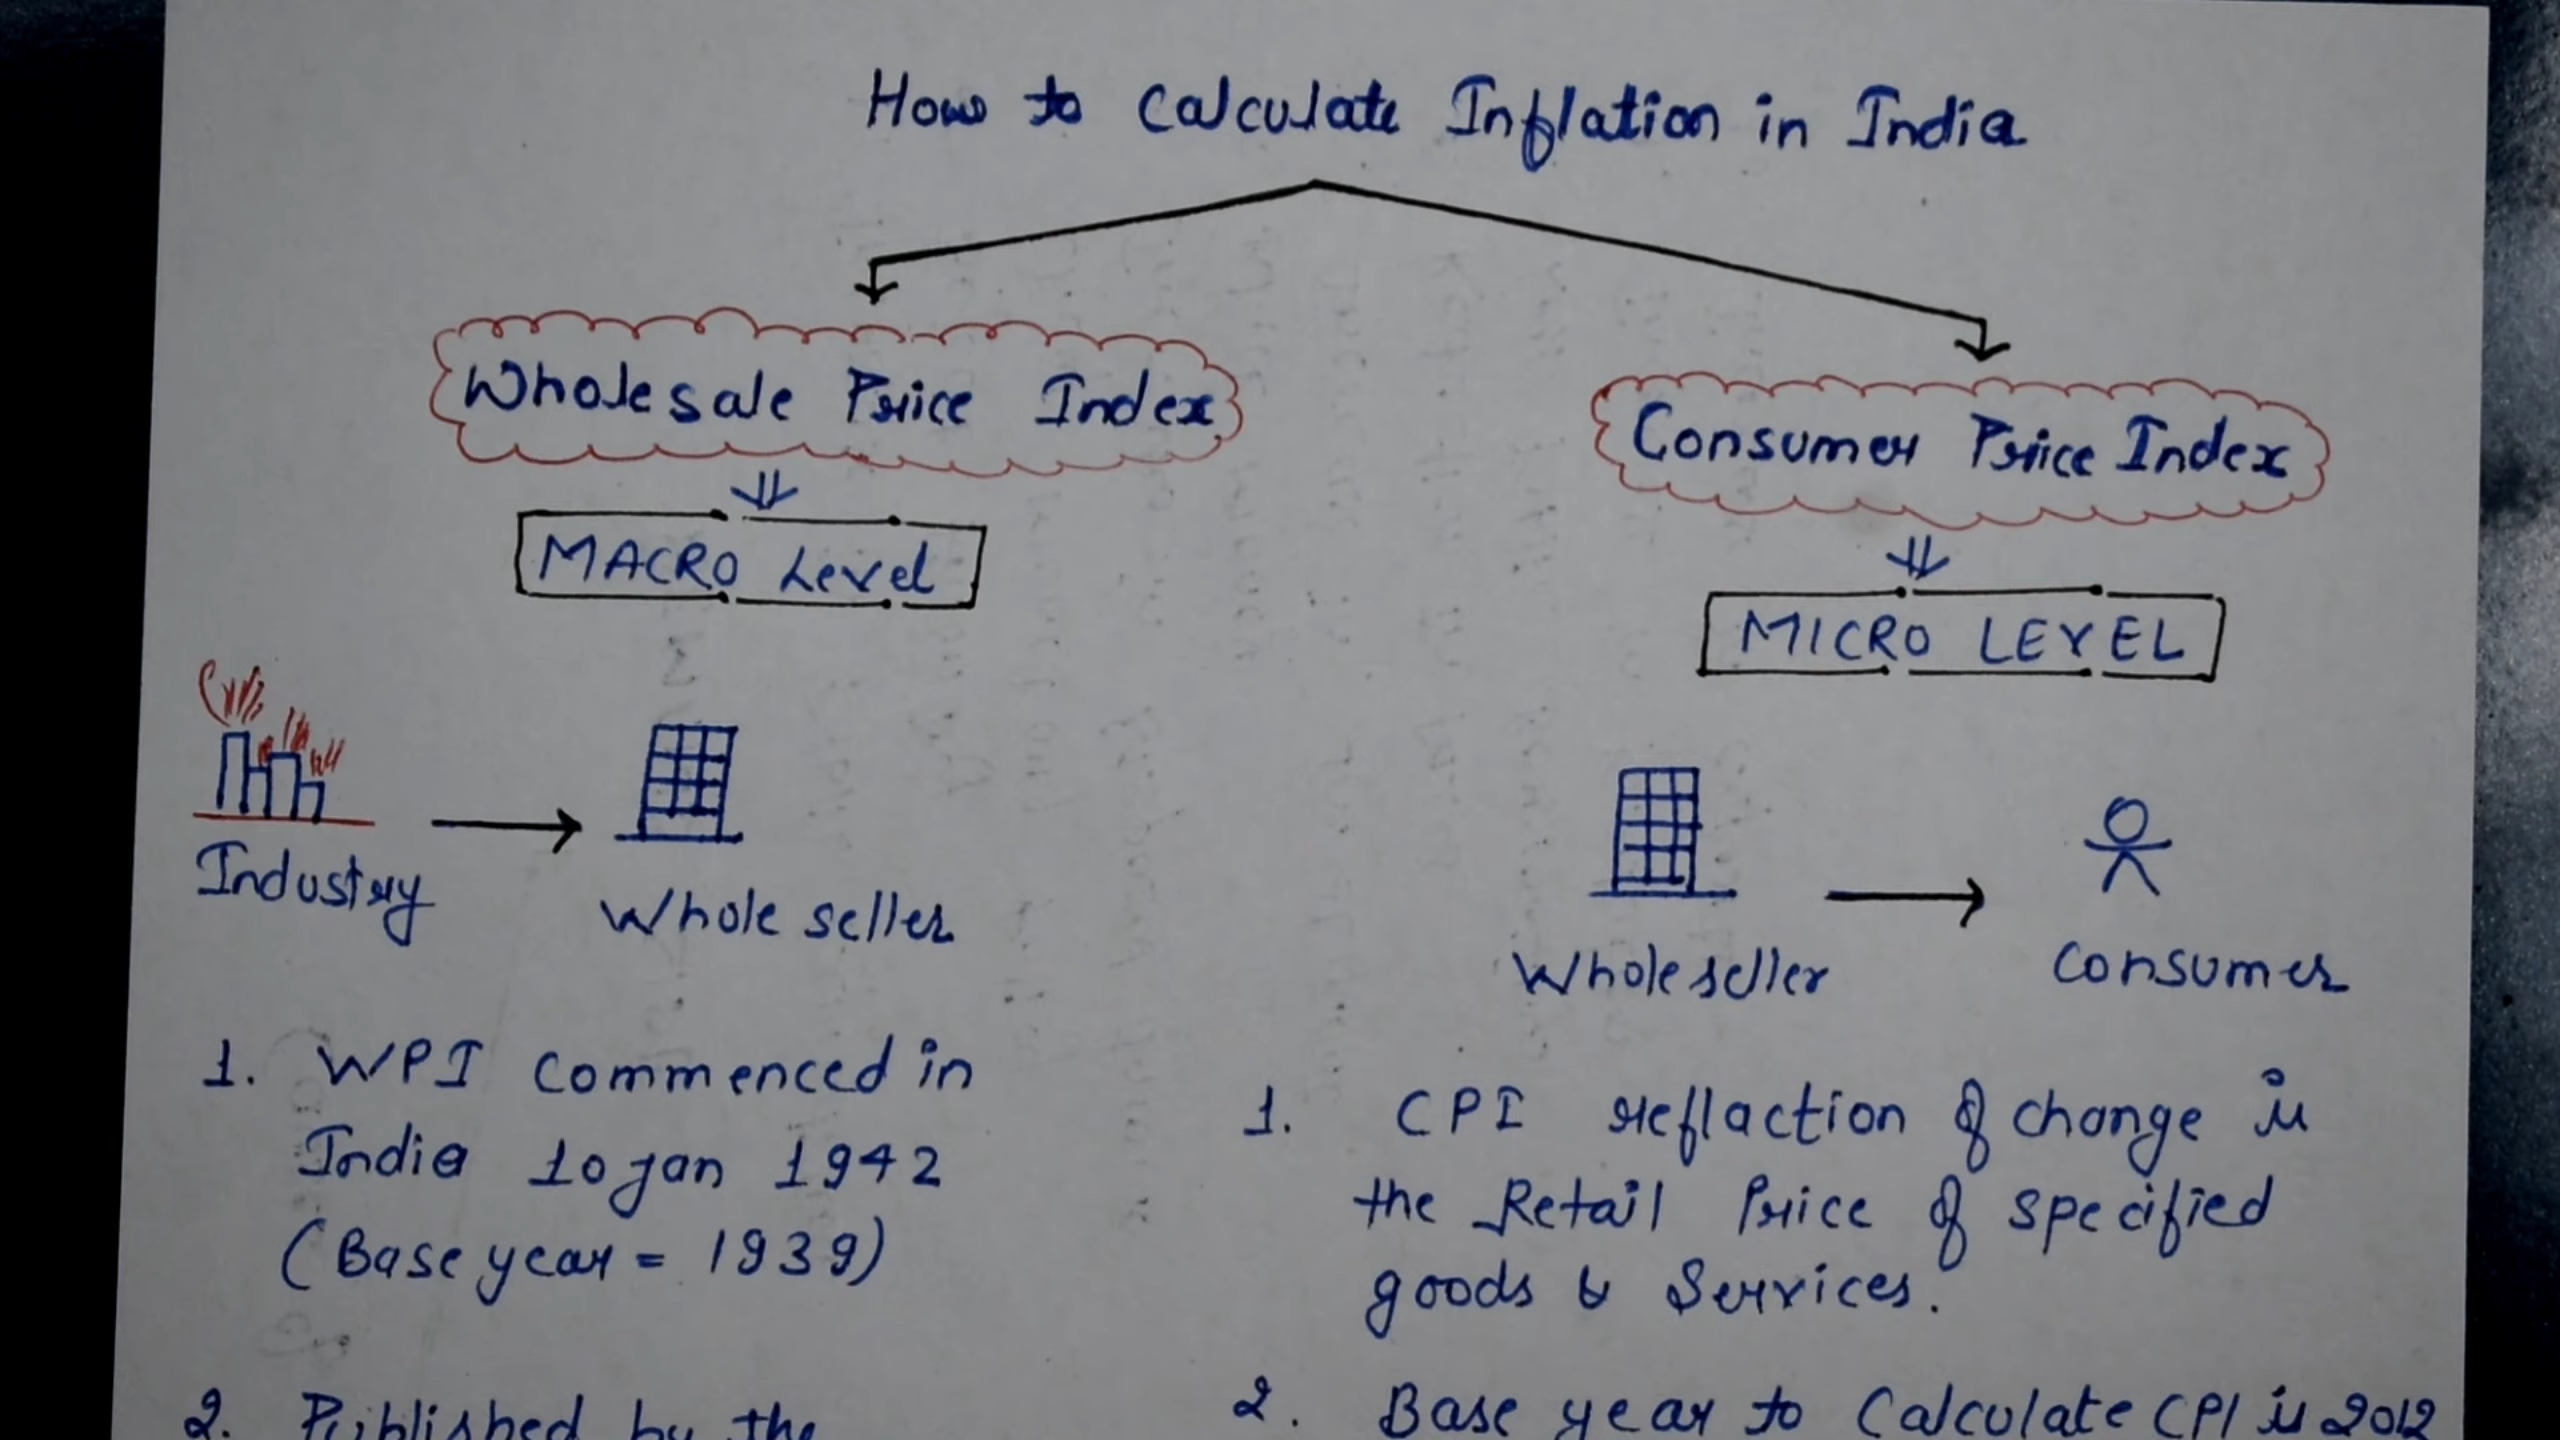 How to Calculate Inflation in India
Wholesale Price Index
Consumer Price Index
MACRO Level
MICRO LEVEL
Industry
Whole seller
Whole seller
Consumer
1. WPI Commenced in
India 10 jan 1942
(Base year = 1939)
2. Published by the
1. CPI reflaction of change in
the Retail Price of specified
goods & Services.
2. Base year to Calculate CPI is 2012